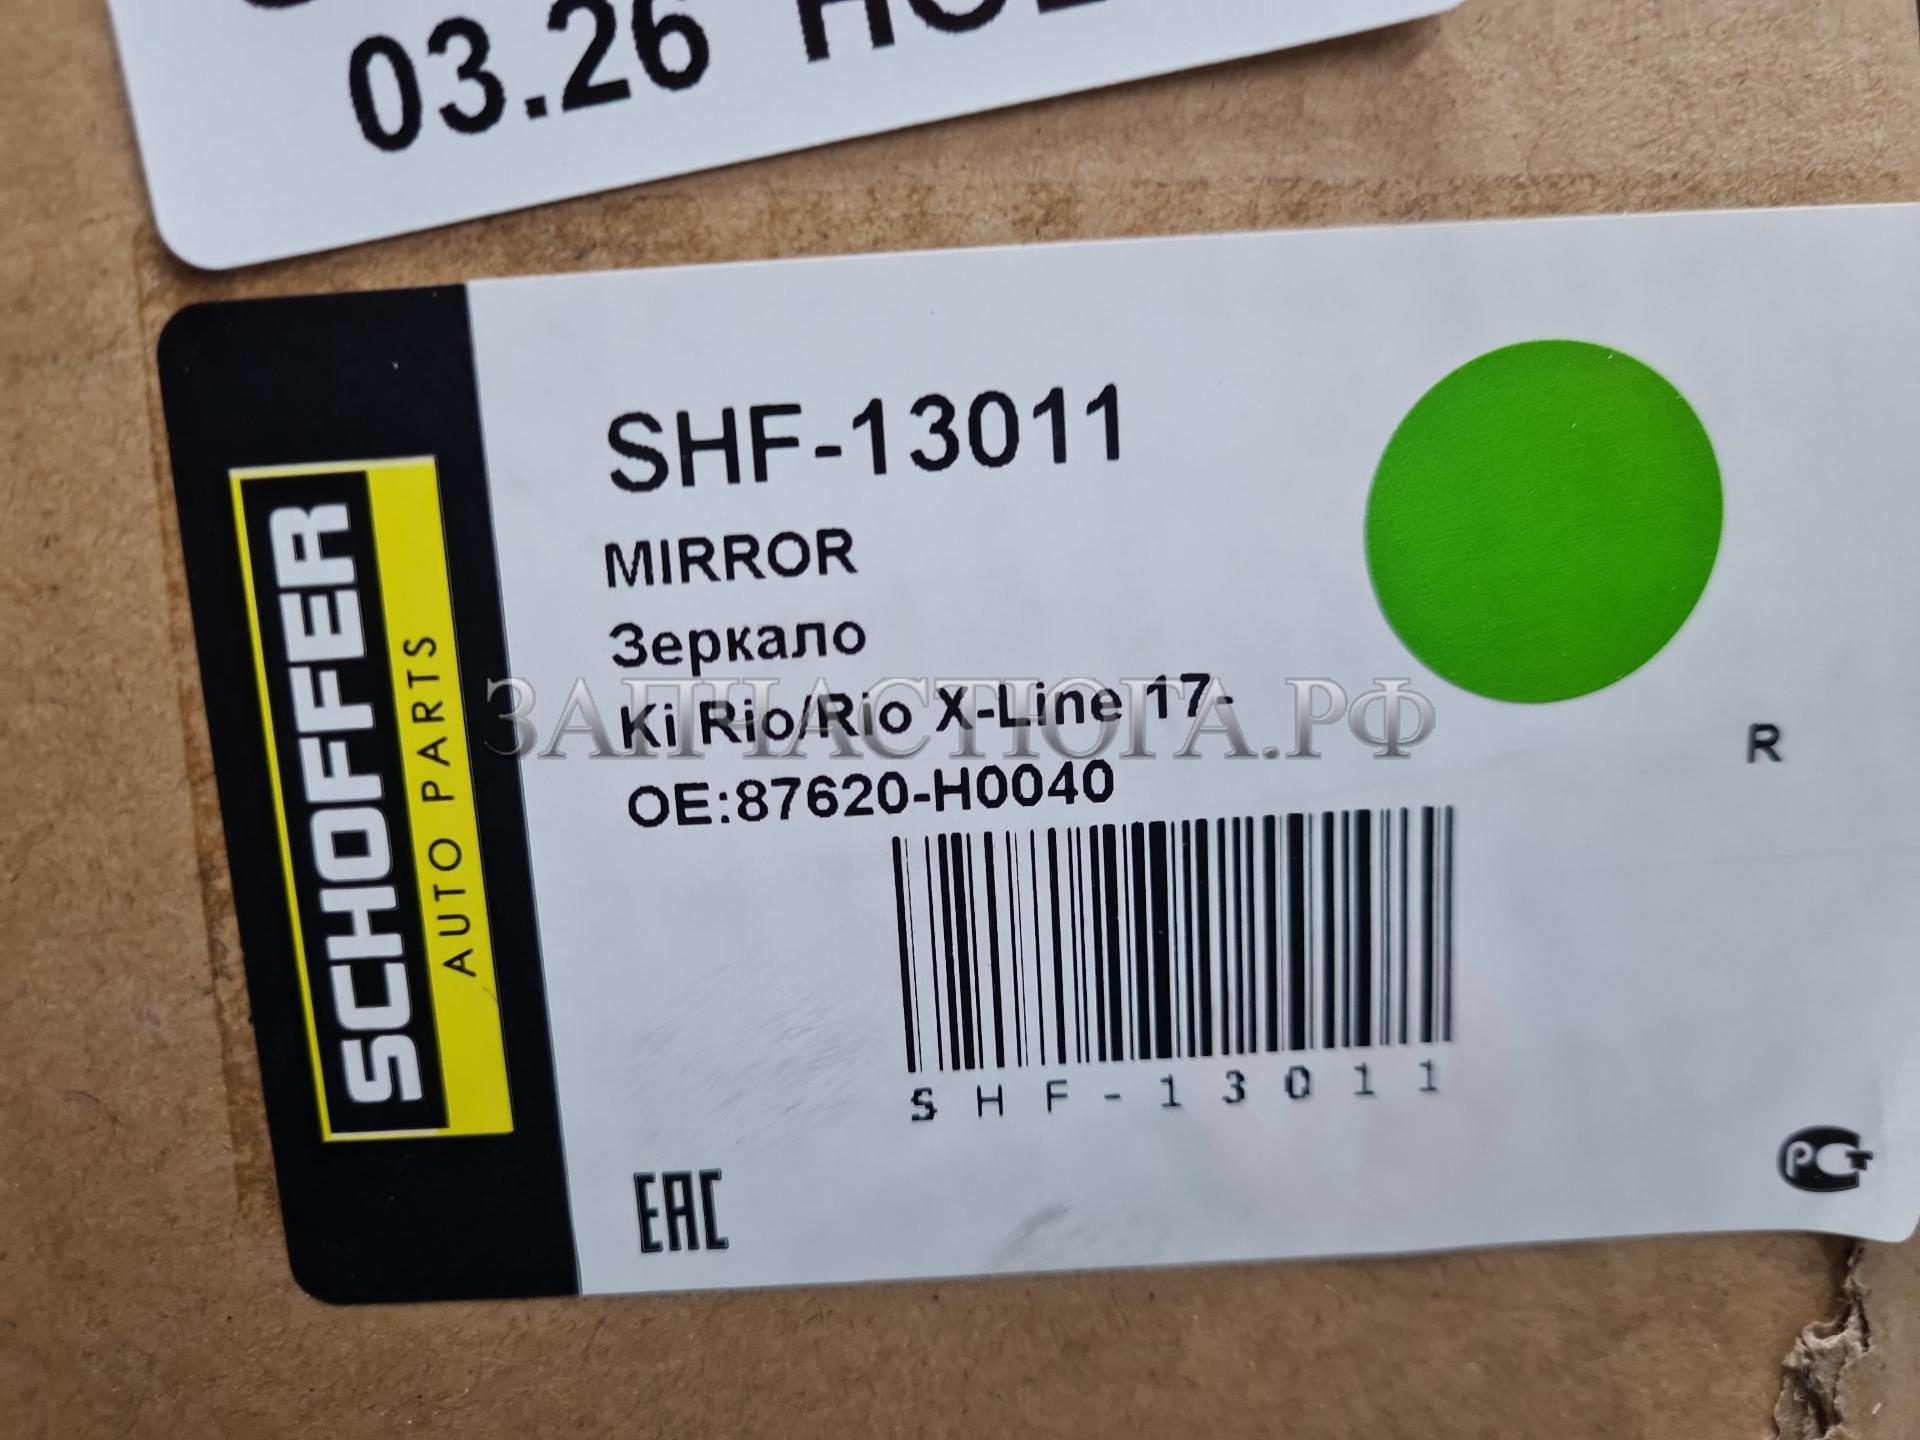 03.26
SHF-13011
MIRROR
Зеркало
Ki Rio/Rio X-Line 17-
ЗАПЧАСТЮГА.РФ
R
OE:87620-H0040
SHF-13011
SCHOFFER
AUTO PARTS
EAC
РСТ